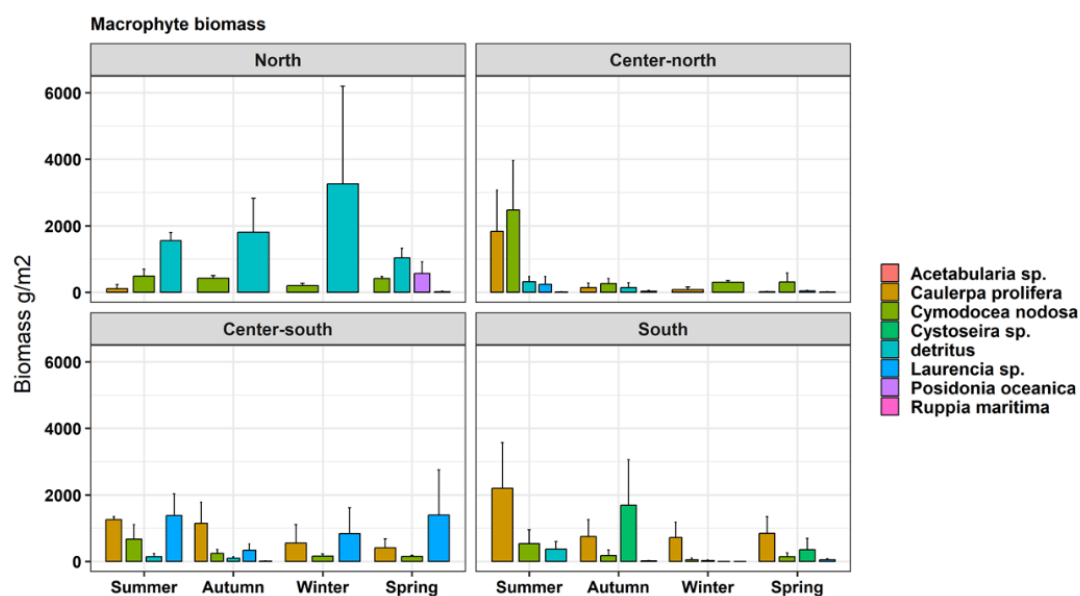 Macrophyte biomass
North
Center-north
6000
4000
2000
0
Center-south
South
6000
4000
2000
0
Biomass g/m2
Summer
Autumn
Winter
Spring
Summer
Autumn
Winter
Spring
Acetabularia sp.
Caulerpa prolifera
Cymodocea nodosa
Cystoseira sp.
detritus
Laurencia sp.
Posidonia oceanica
Ruppia maritima